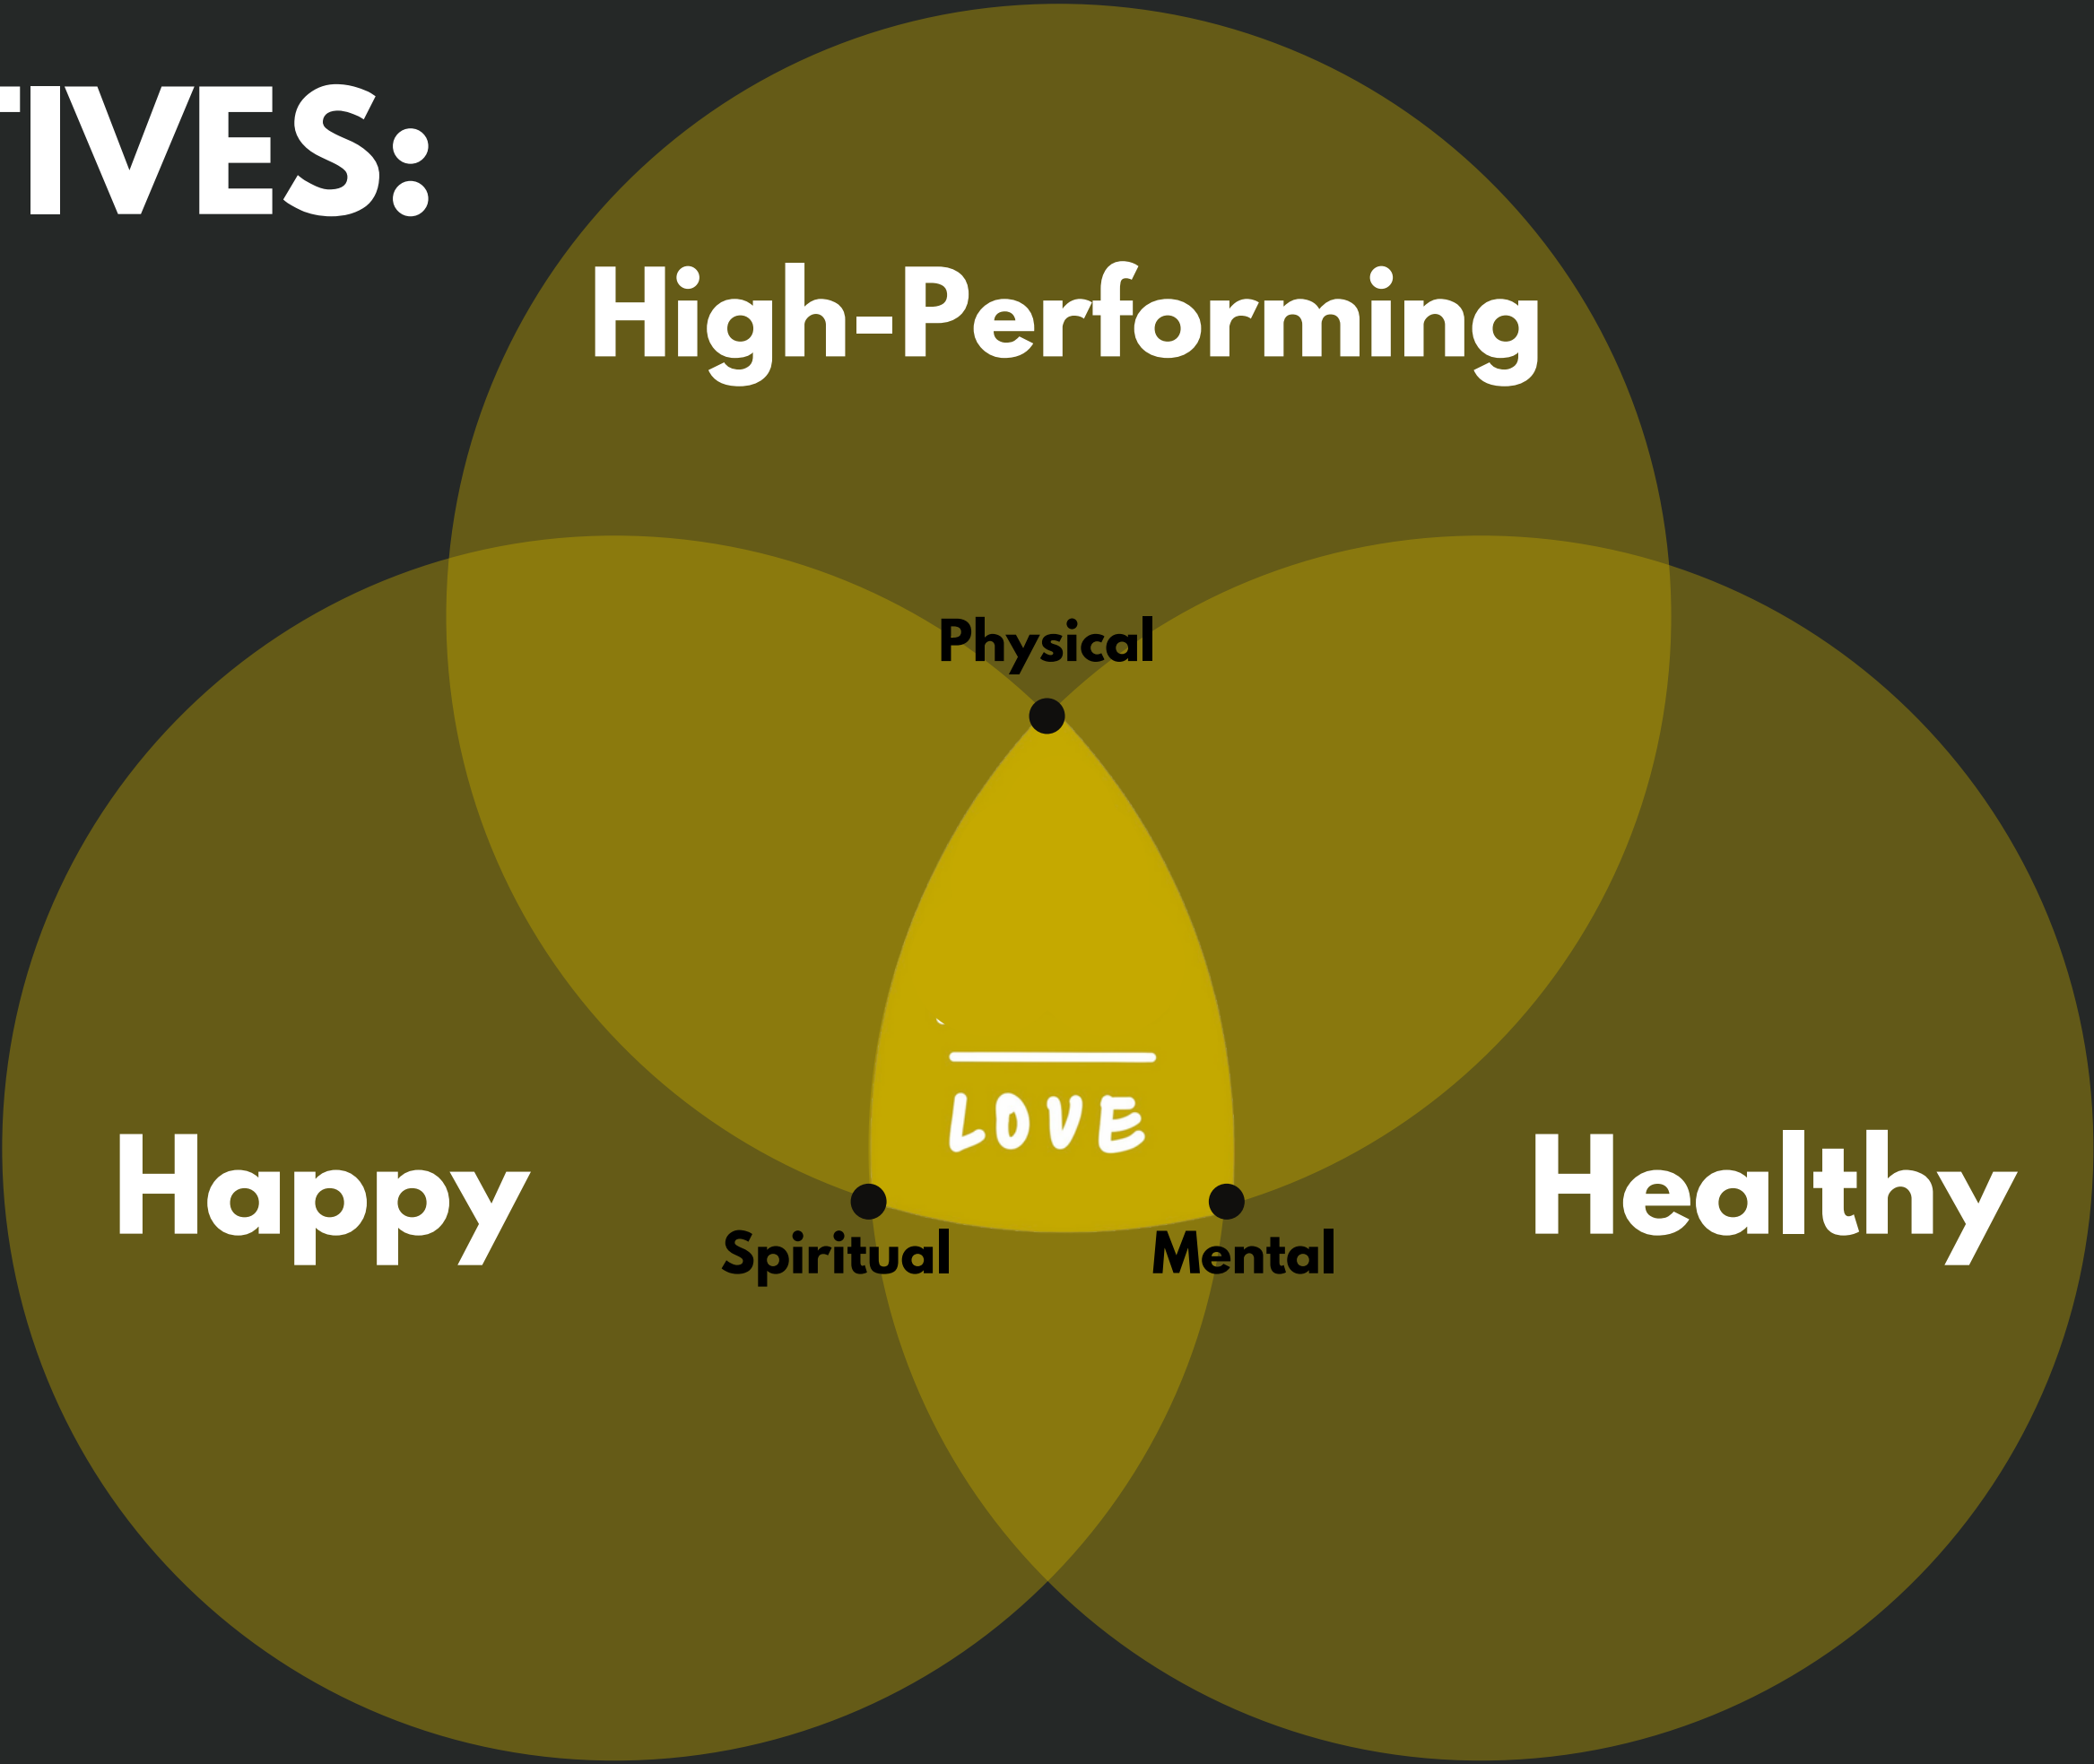 TIVES:
High-Performing
Physical
LOVE
Happy
Healthy
Spiritual
Mental